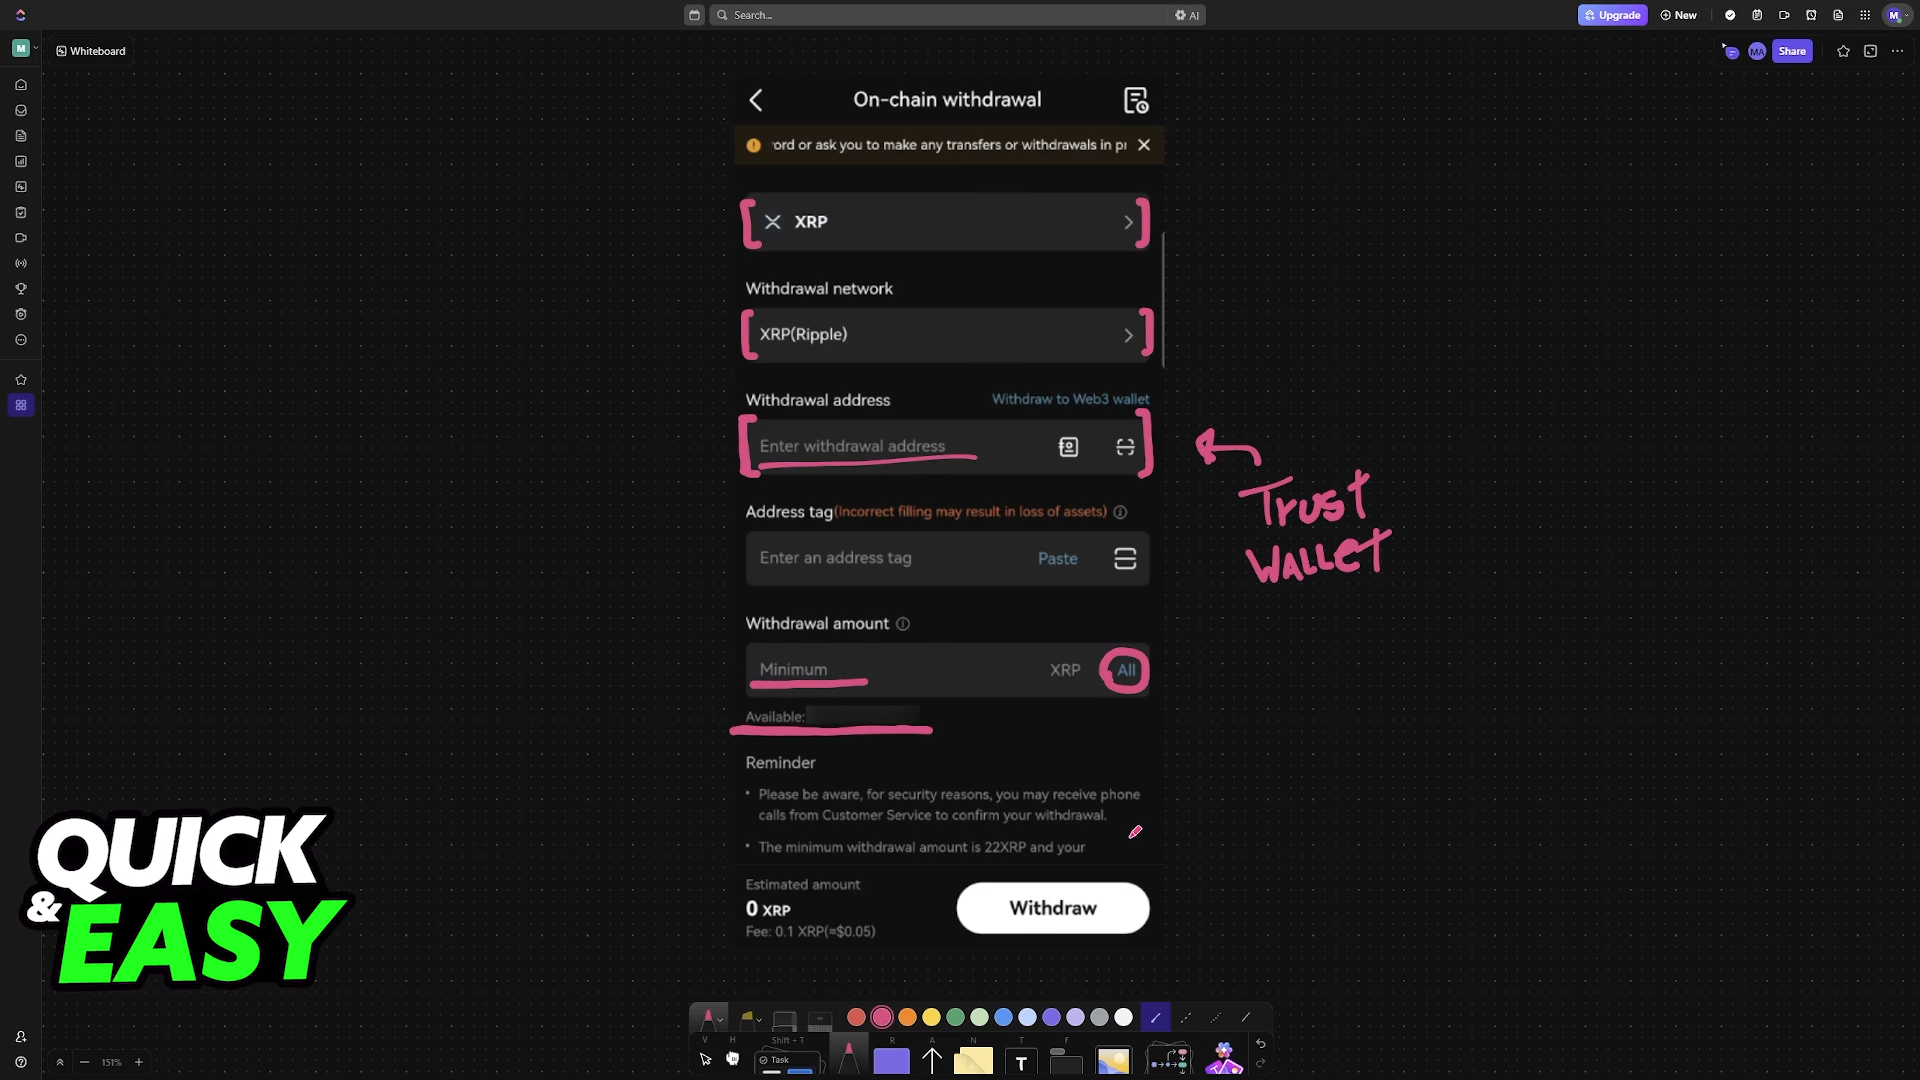 Search...
AI
Upgrade
New
M
M
Whiteboard
MA
Share
On-chain withdrawal
ord or ask you to make any transfers or withdrawals in pr
XRP
Withdrawal network
XRP(Ripple)
Withdrawal address
Withdraw to Web3 wallet
Enter withdrawal address
Trust
WALLET
Address tag(Incorrect filling may result in loss of assets)
Enter an address tag
Paste
Withdrawal amount
Minimum
XRP
All
Available:
Reminder
• Please be aware, for security reasons, you may receive phone
calls from Customer Service to confirm your withdrawal.
• The minimum withdrawal amount is 22XRP and your
Estimated amount
0 XRP
Fee: 0.1 XRP(≈$0.05)
Withdraw
QUICK
& EASY
V
H
Shift + T
R
A
N
T
F
Task
T
151%